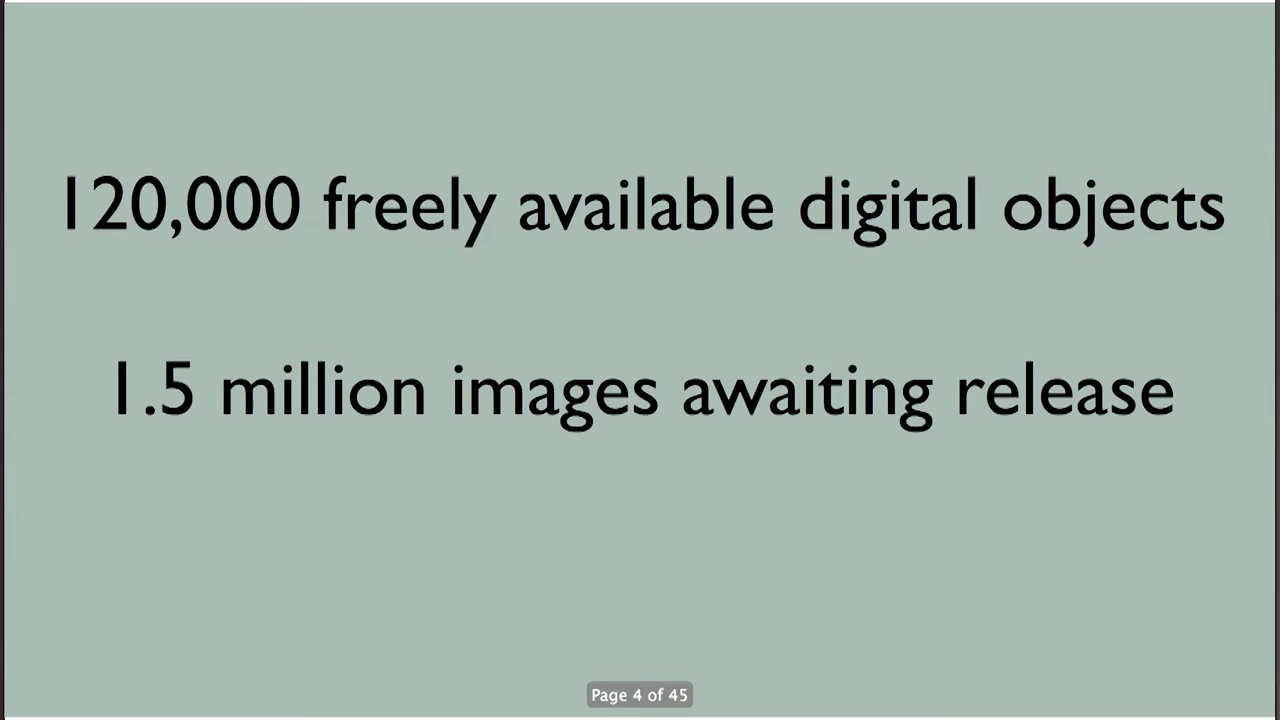 120,000 freely available digital objects
1.5 million images awaiting release
Page 4 of 45